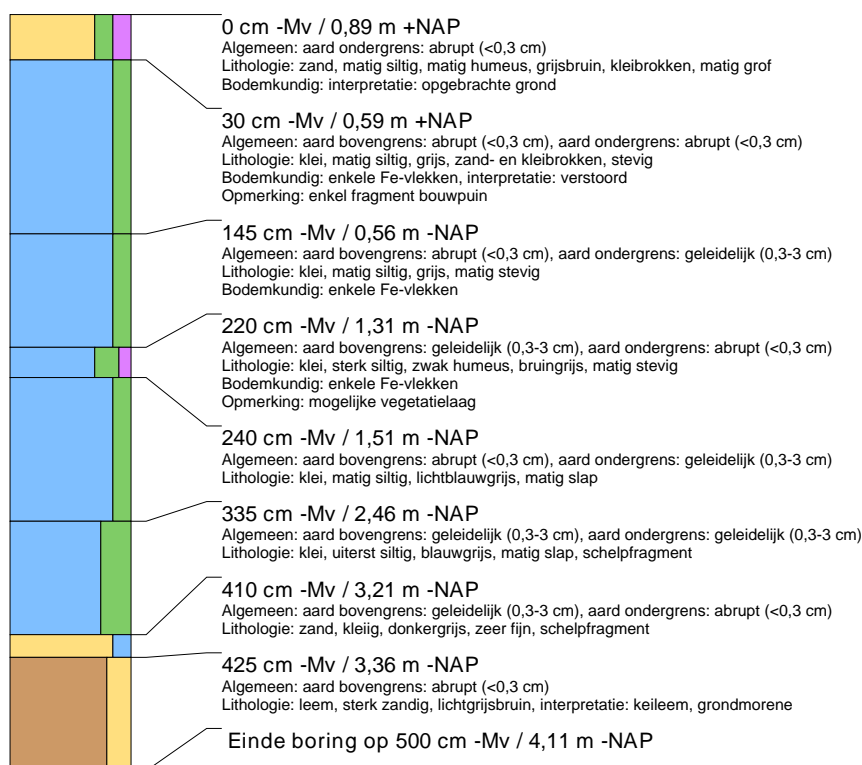 0 cm -Mv / 0,89 m +NAP
Algemeen: aard ondergrens: abrupt (<0,3 cm)
Lithologie: zand, matig siltig, matig humeus, grijsbruin, kleibrokken, matig grof
Bodemkundig: interpretatie: opgebrachte grond
30 cm -Mv / 0,59 m +NAP
Algemeen: aard bovengrens: abrupt (<0,3 cm), aard ondergrens: abrupt (<0,3 cm)
Lithologie: klei, matig siltig, grijs, zand- en kleibrokken, stevig
Bodemkundig: enkele Fe-vlekken, interpretatie: verstoord
Opmerking: enkel fragment bouwpuin
145 cm -Mv / 0,56 m -NAP
Algemeen: aard bovengrens: abrupt (<0,3 cm), aard ondergrens: geleidelijk (0,3-3 cm)
Lithologie: klei, matig siltig, grijs, matig stevig
Bodemkundig: enkele Fe-vlekken
220 cm -Mv / 1,31 m -NAP
Algemeen: aard bovengrens: geleidelijk (0,3-3 cm), aard ondergrens: abrupt (<0,3 cm)
Lithologie: klei, sterk siltig, zwak humeus, bruingrijs, matig stevig
Bodemkundig: enkele Fe-vlekken
Opmerking: mogelijke vegetatielaag
240 cm -Mv / 1,51 m -NAP
Algemeen: aard bovengrens: abrupt (<0,3 cm), aard ondergrens: geleidelijk (0,3-3 cm)
Lithologie: klei, matig siltig, lichtblauwgrijs, matig slap
335 cm -Mv / 2,46 m -NAP
Algemeen: aard bovengrens: geleidelijk (0,3-3 cm), aard ondergrens: geleidelijk (0,3-3 cm)
Lithologie: klei, uiterst siltig, blauwgrijs, matig slap, schelpfragment
410 cm -Mv / 3,21 m -NAP
Algemeen: aard bovengrens: geleidelijk (0,3-3 cm), aard ondergrens: abrupt (<0,3 cm)
Lithologie: zand, kleiig, donkergrijs, zeer fijn, schelpfragment
425 cm -Mv / 3,36 m -NAP
Algemeen: aard bovengrens: abrupt (<0,3 cm)
Lithologie: leem, sterk zandig, lichtgrijsbruin, interpretatie: keileem, grondmorene
Einde boring op 500 cm -Mv / 4,11 m -NAP